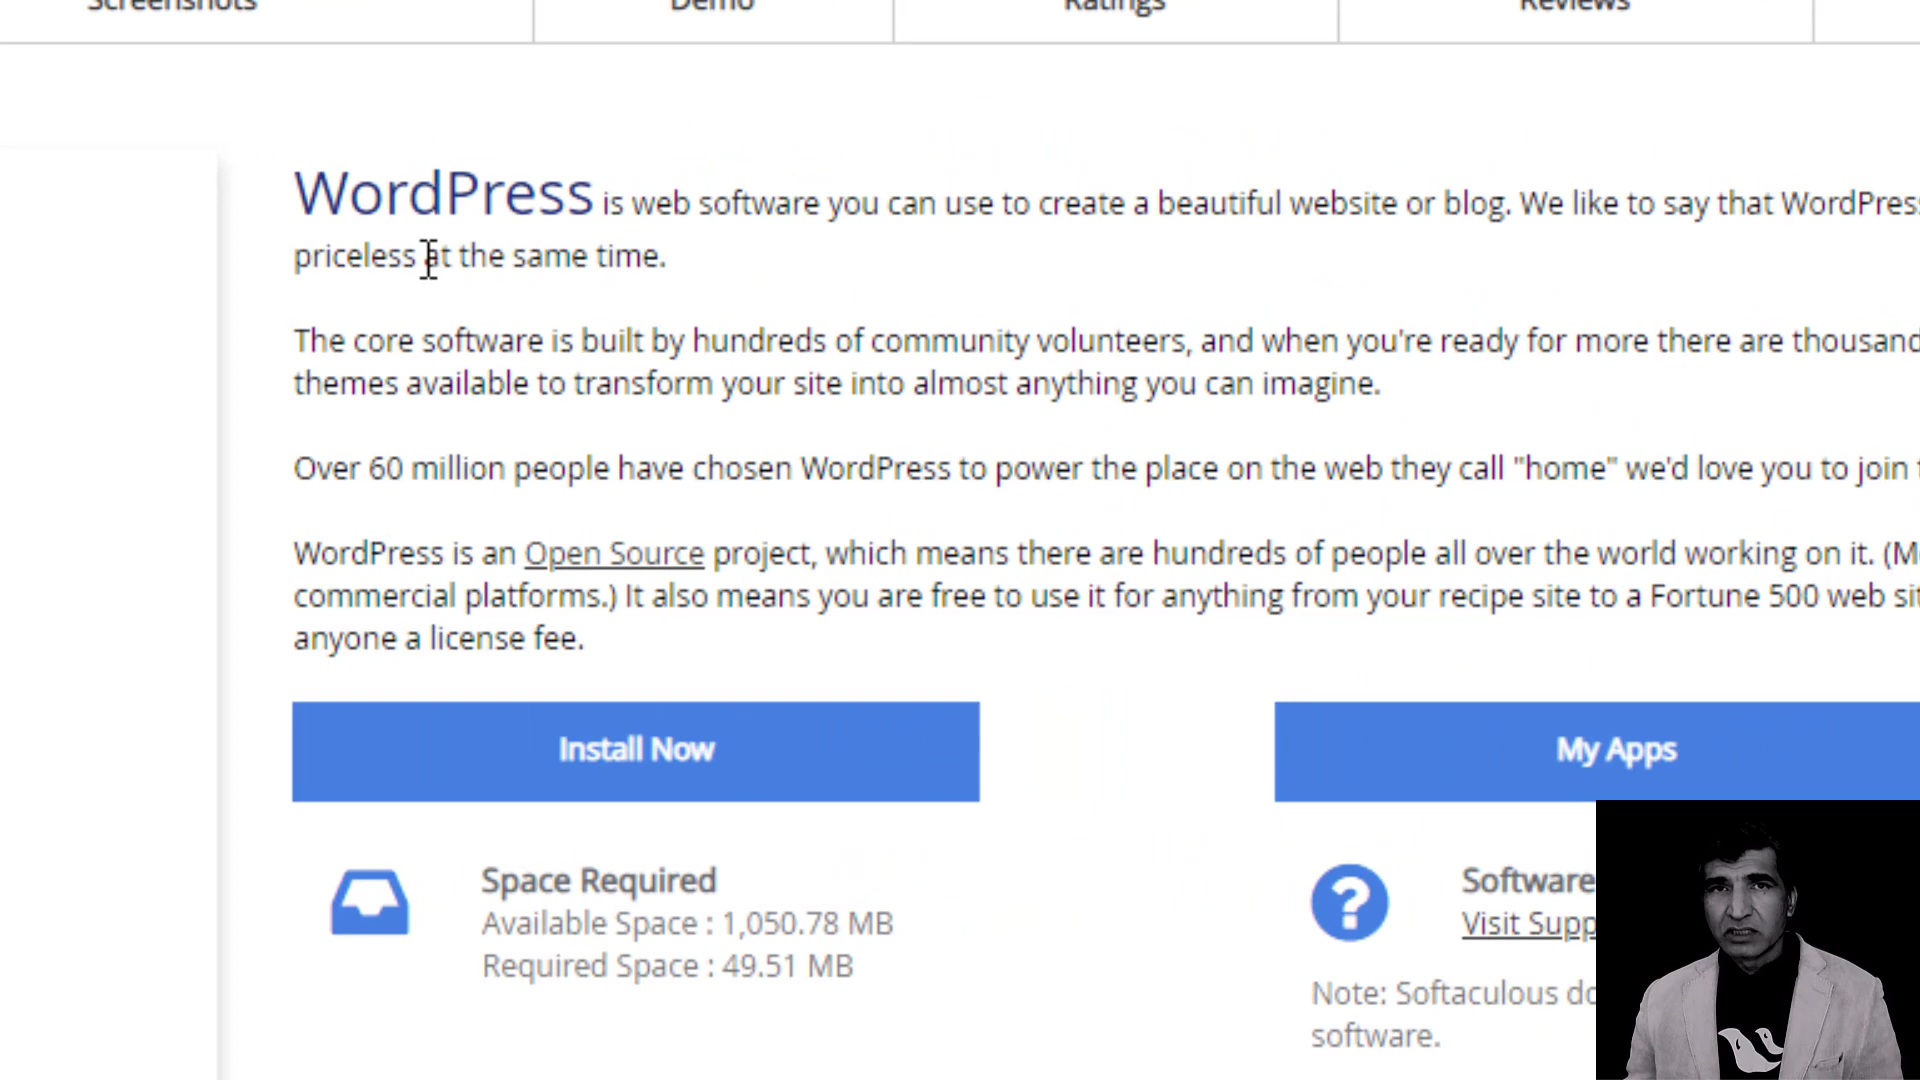 Screenshots Demo Ratings Reviews
WordPress is web software you can use to create a beautiful website or blog. We like to say that WordPress
priceless at the same time.
The core software is built by hundreds of community volunteers, and when you're ready for more there are thousand
themes available to transform your site into almost anything you can imagine.
Over 60 million people have chosen WordPress to power the place on the web they call "home" we'd love you to join
WordPress is an Open Source project, which means there are hundreds of people all over the world working on it. (M
commercial platforms.) It also means you are free to use it for anything from your recipe site to a Fortune 500 web sit
anyone a license fee.
Install Now My Apps
Space Required
Available Space : 1,050.78 MB
Required Space : 49.51 MB
Software
Visit Supp
Note: Softaculous do
software.